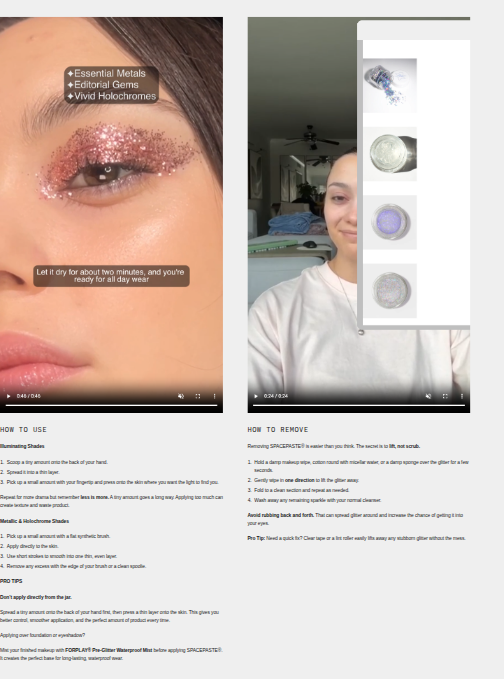 ✦Essential Metals
✦Editorial Gems
✦Vivid Holochromes
Let it dry for about two minutes, and you're
ready for all day wear
0:46 / 0:46
0:24 / 0:24
HOW TO USE
Illuminating Shades
1. Scoop a tiny amount onto the back of your hand.
2. Spread it into a thin layer.
3. Pick up a small amount with your fingertip and press onto the skin where you want the light to find you.
Repeat for more drama but remember less is more. A tiny amount goes a long way. Applying too much can
create texture and waste product.
Metallic & Holochrome Shades
1. Pick up a small amount with a flat synthetic brush.
2. Apply directly to the skin.
3. Use short strokes to smooth into one thin, even layer.
4. Remove any excess with the edge of your brush or a clean spoolie.
PRO TIPS
Don't apply directly from the jar.
Spread a tiny amount onto the back of your hand first, then press a thin layer onto the skin. This gives you
better control, smoother application, and the perfect amount of product every time.
Applying over foundation or eyeshadow?
Mist your finished makeup with FORPLAY® Pre-Glitter Waterproof Mist before applying SPACEPASTE®.
It creates the perfect base for long-lasting, waterproof wear.
HOW TO REMOVE
Removing SPACEPASTE® is easier than you think. The secret is to lift, not scrub.
1. Hold a damp makeup wipe, cotton round with micellar water, or a damp sponge over the glitter for a few
seconds.
2. Gently wipe in one direction to lift the glitter away.
3. Fold to a clean section and repeat as needed.
4. Wash away any remaining sparkle with your normal cleanser.
Avoid rubbing back and forth. That can spread glitter around and increase the chance of getting it into
your eyes.
Pro Tip: Need a quick fix? Clear tape or a lint roller easily lifts away any stubborn glitter without the mess.